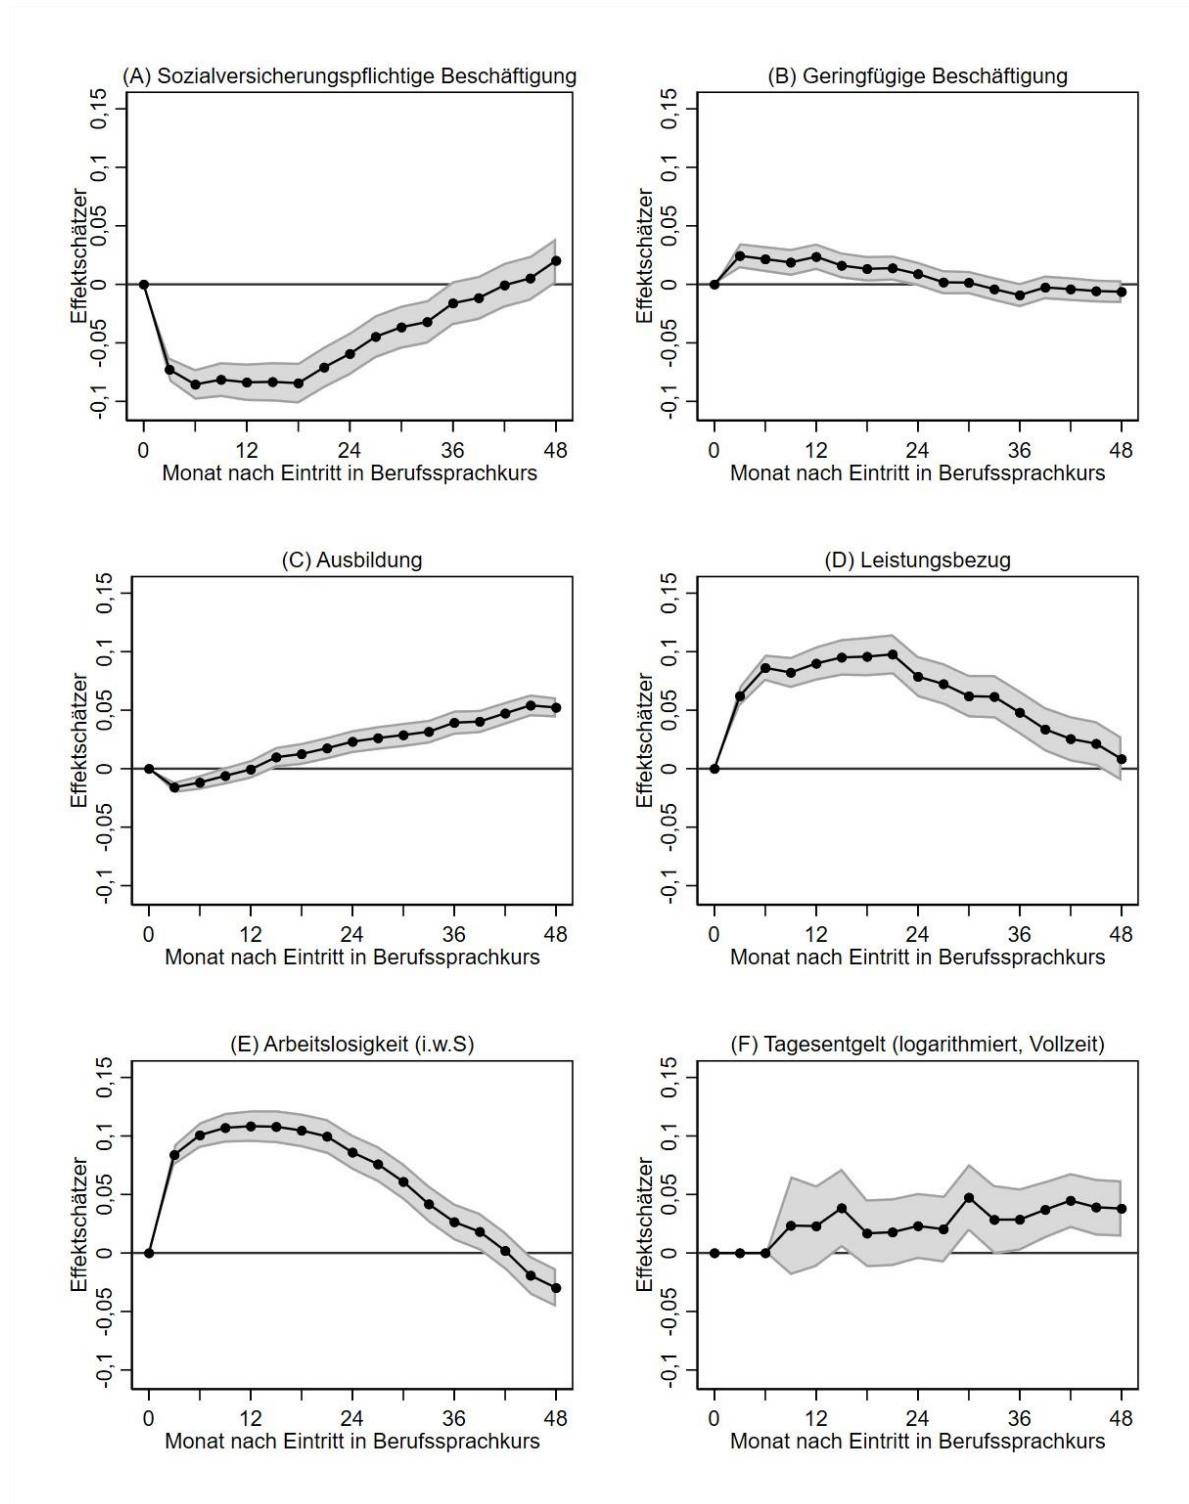 (A) Sozialversicherungspflichtige Beschäftigung
Effektschätzer
0,15
0,1
0,05
0
-0,05
-0,1
0 12 24 36 48
Monat nach Eintritt in Berufssprachkurs
(B) Geringfügige Beschäftigung
Effektschätzer
0,15
0,1
0,05
0
-0,05
-0,1
0 12 24 36 48
Monat nach Eintritt in Berufssprachkurs
(C) Ausbildung
Effektschätzer
0,15
0,1
0,05
0
-0,05
-0,1
0 12 24 36 48
Monat nach Eintritt in Berufssprachkurs
(D) Leistungsbezug
Effektschätzer
0,15
0,1
0,05
0
-0,05
-0,1
0 12 24 36 48
Monat nach Eintritt in Berufssprachkurs
(E) Arbeitslosigkeit (i.w.S)
Effektschätzer
0,15
0,1
0,05
0
-0,05
-0,1
0 12 24 36 48
Monat nach Eintritt in Berufssprachkurs
(F) Tagesentgelt (logarithmiert, Vollzeit)
Effektschätzer
0,15
0,1
0,05
0
-0,05
-0,1
0 12 24 36 48
Monat nach Eintritt in Berufssprachkurs